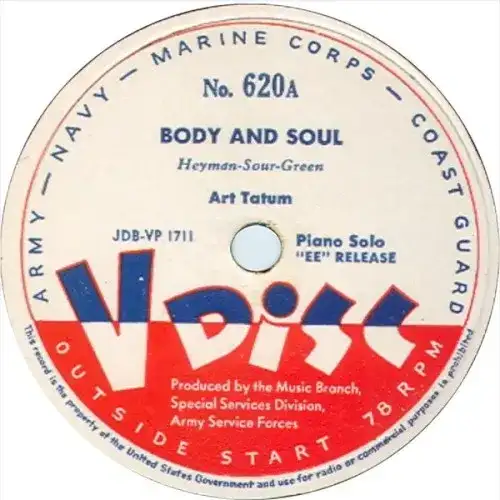 ARMY — NAVY — MARINE CORPS — COAST GUARD
No. 620A
BODY AND SOUL
Heyman-Sour-Green
Art Tatum
JDB-VP 1711
Piano Solo
"EE" RELEASE
V DISC
Produced by the Music Branch,
Special Services Division,
Army Service Forces
OUTSIDE START 78 RPM
This record is the property of the United States Government and use for radio or commercial purposes is prohibited